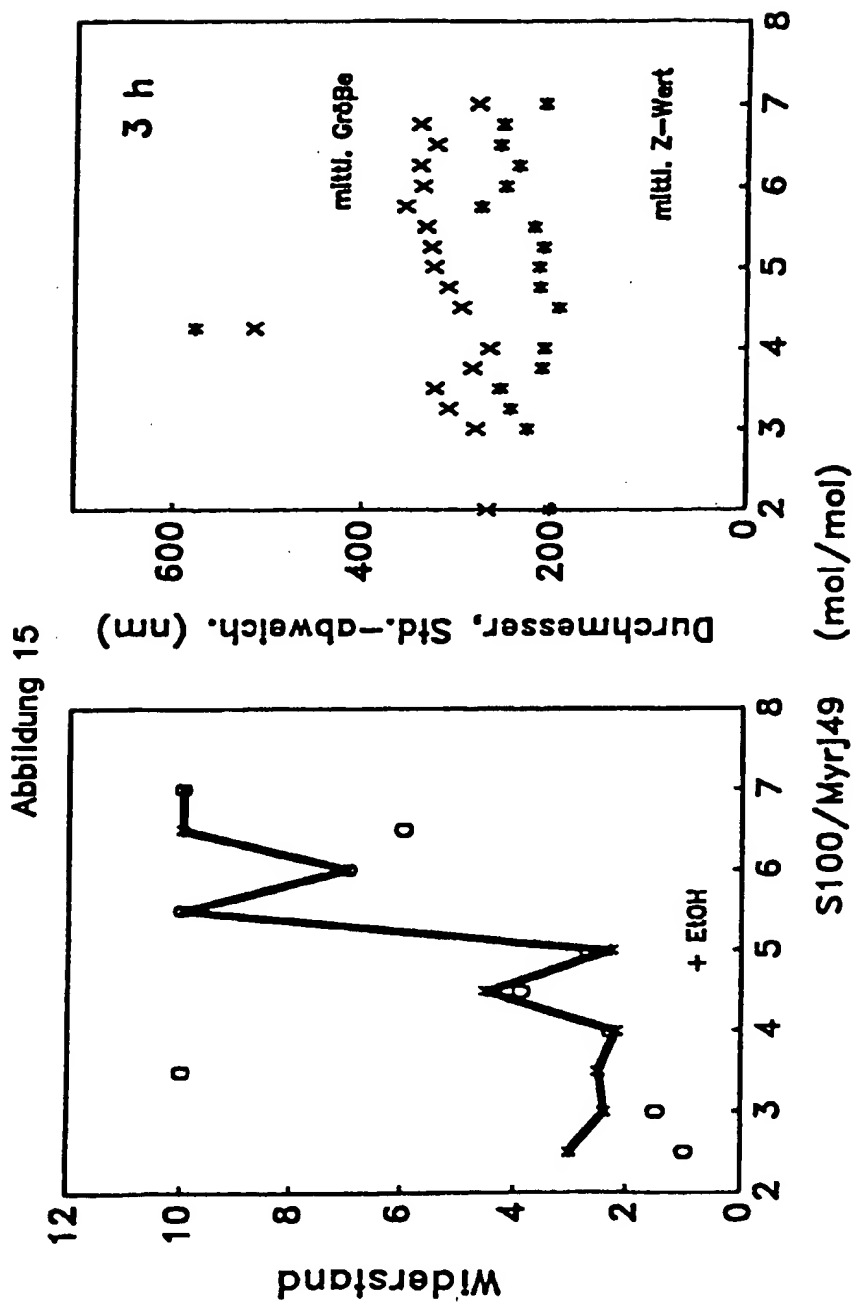 Abbildung 15
Widerstand
12
10
8
6
4
2
0
2 3 4 5 6 7 8
+ EtOH
Durchmesser, Std.-abweich. (nm)
600
400
200
0
2 3 4 5 6 7 8
3 h
mittl. Größe
mittl. Z-Wert
S100/Myrj49 (mol/mol)